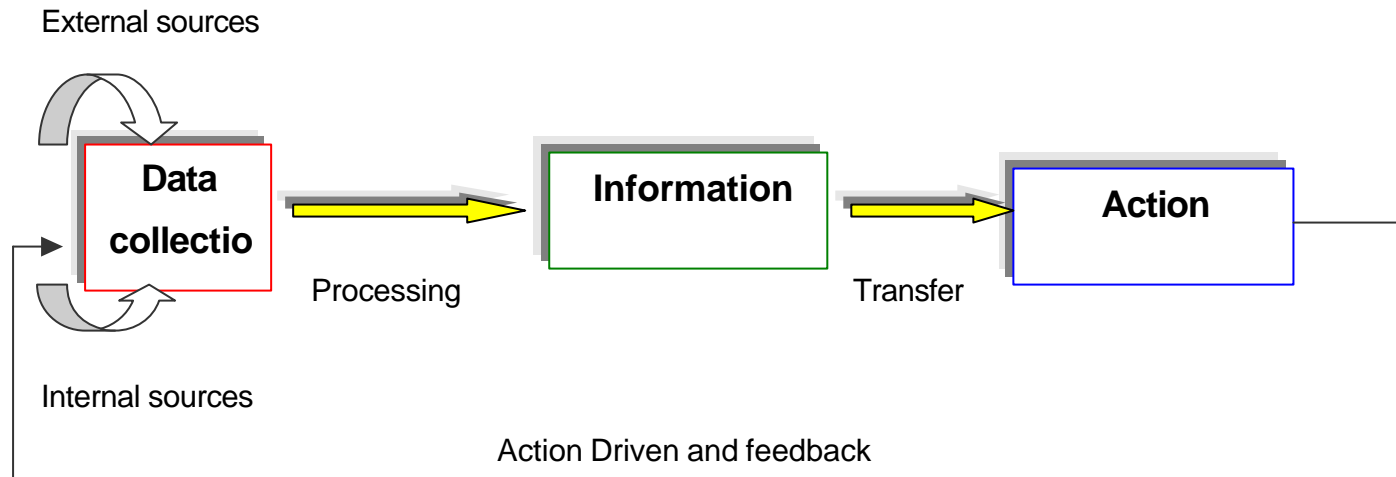 External sources
Data
collectio
Information
Action
Processing
Transfer
Internal sources
Action Driven and feedback